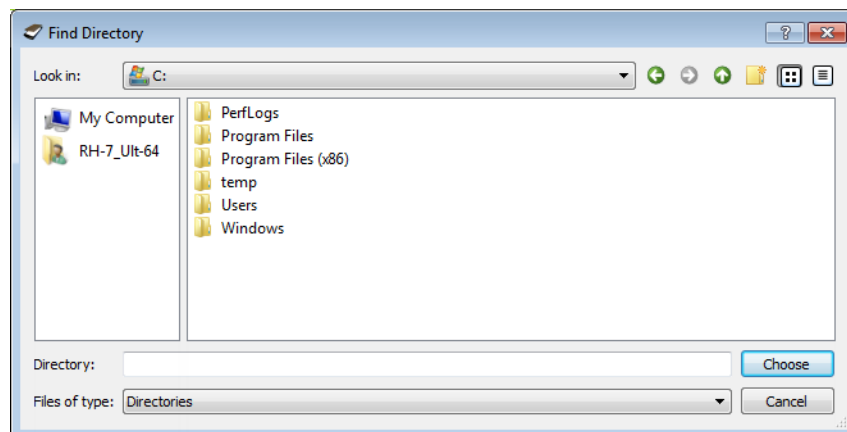 Find Directory
Look in: C:
My Computer
RH-7_Ult-64
PerfLogs
Program Files
Program Files (x86)
temp
Users
Windows
Directory:
Choose
Files of type: Directories
Cancel